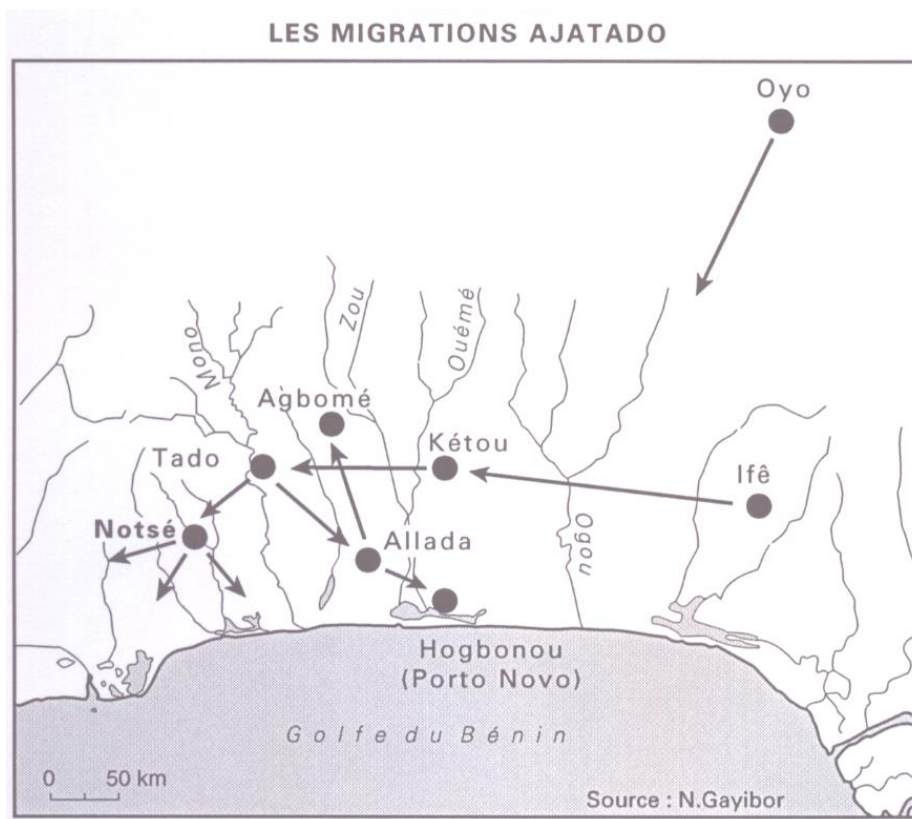 LES MIGRATIONS AJATADO
Oyo
Mono
Zou
Ouémé
Agbomé
Kétou
Tado
Ifê
Notsé
Allada
Ogou
Hogbonou
(Porto Novo)
Golfe du Bénin
0 50 km
Source : N.Gayibor